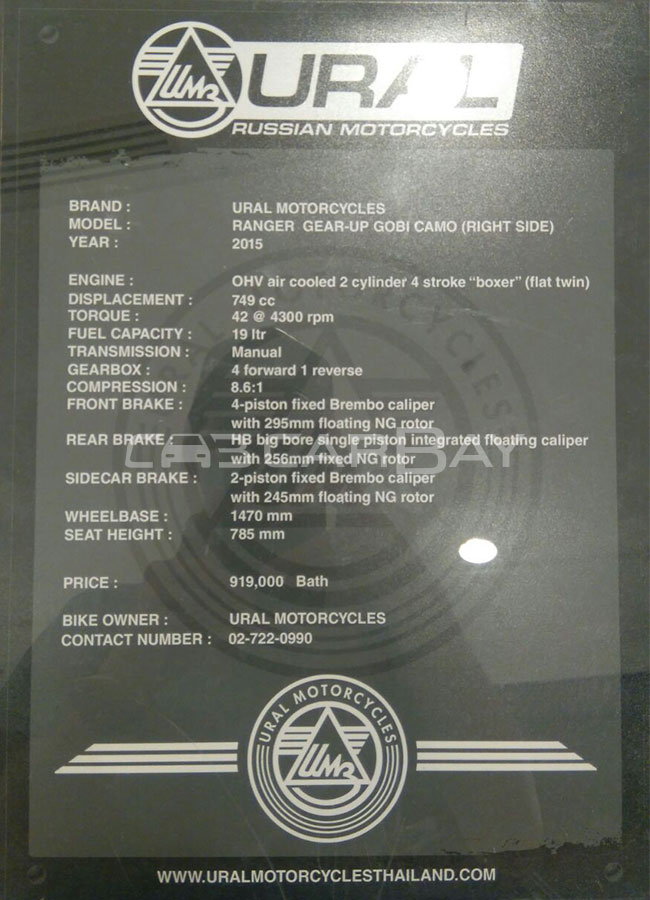 ИМЗ
URAL
RUSSIAN MOTORCYCLES
BRAND : URAL MOTORCYCLES
MODEL : RANGER GEAR-UP GOBI CAMO (RIGHT SIDE)
YEAR : 2015
ENGINE : OHV air cooled 2 cylinder 4 stroke “boxer” (flat twin)
DISPLACEMENT : 749 cc
TORQUE : 42 @ 4300 rpm
FUEL CAPACITY : 19 ltr
TRANSMISSION : Manual
GEARBOX : 4 forward 1 reverse
COMPRESSION : 8.6:1
FRONT BRAKE : 4-piston fixed Brembo caliper
with 295mm floating NG rotor
REAR BRAKE : HB big bore single piston integrated floating caliper
with 256mm fixed NG rotor
CARBAY
SIDECAR BRAKE : 2-piston fixed Brembo caliper
with 245mm floating NG rotor
WHEELBASE : 1470 mm
SEAT HEIGHT : 785 mm
PRICE : 919,000 Bath
BIKE OWNER : URAL MOTORCYCLES
CONTACT NUMBER : 02-722-0990
URAL MOTORCYCLES
ИМЗ
WWW.URALMOTORCYCLESTHAILAND.COM